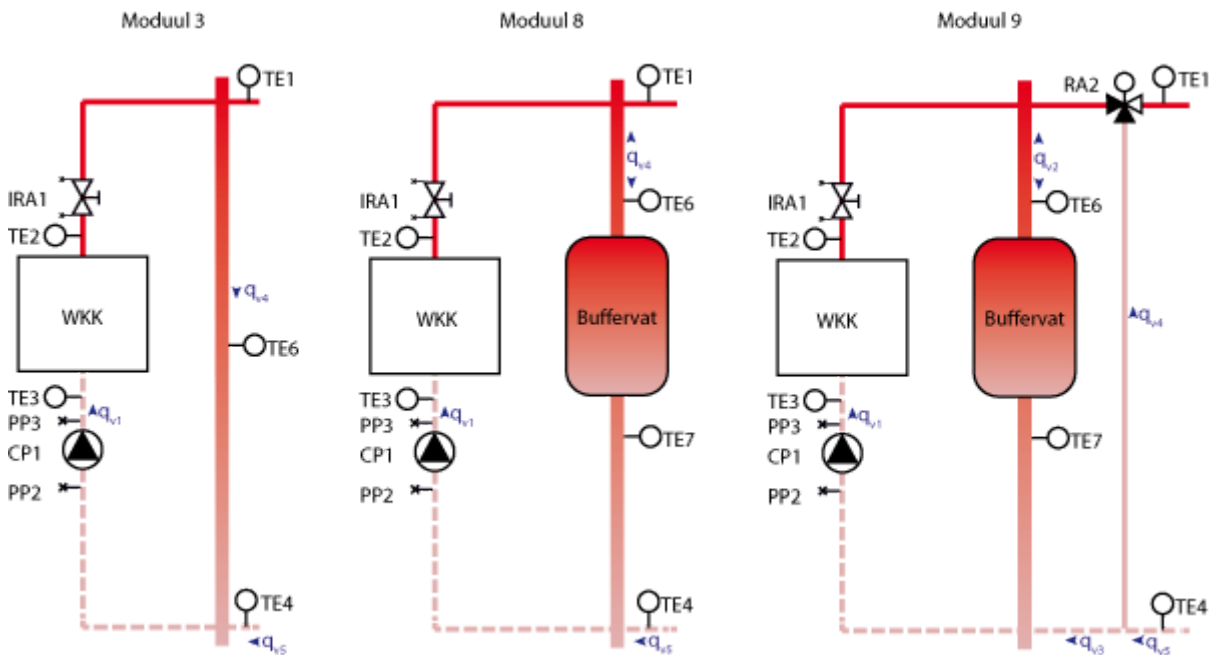 Moduul 3
TE1
IRA1
TE2
WKK
qv4
TE6
TE3
PP3
qv1
CP1
PP2
TE4
qv5
Moduul 8
TE1
qv4
IRA1
TE6
TE2
WKK
Buffervat
TE3
PP3
qv1
TE7
CP1
PP2
TE4
qv5
Moduul 9
RA2
TE1
qv2
IRA1
TE6
TE2
WKK
Buffervat
qv4
TE3
PP3
qv1
TE7
CP1
PP2
TE4
qv3
qv5